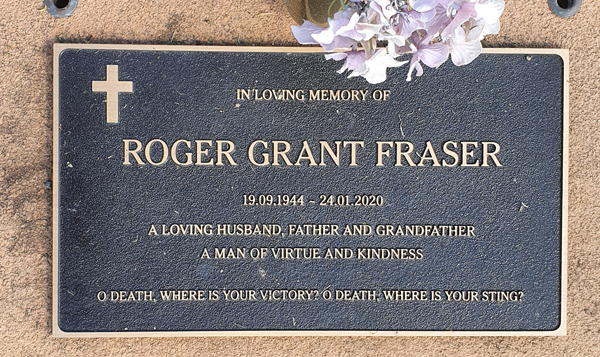 IN LOVING MEMORY OF
ROGER GRANT FRASER
19.09.1944 - 24.01.2020
A LOVING HUSBAND, FATHER AND GRANDFATHER
A MAN OF VIRTUE AND KINDNESS
O DEATH, WHERE IS YOUR VICTORY? O DEATH, WHERE IS YOUR STING?